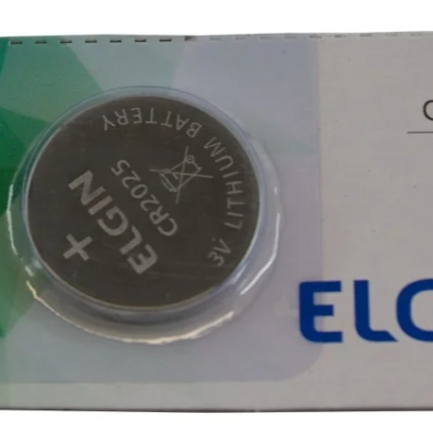 +
ELGIN
CR2025
3V LITHIUM BATTERY
ELG